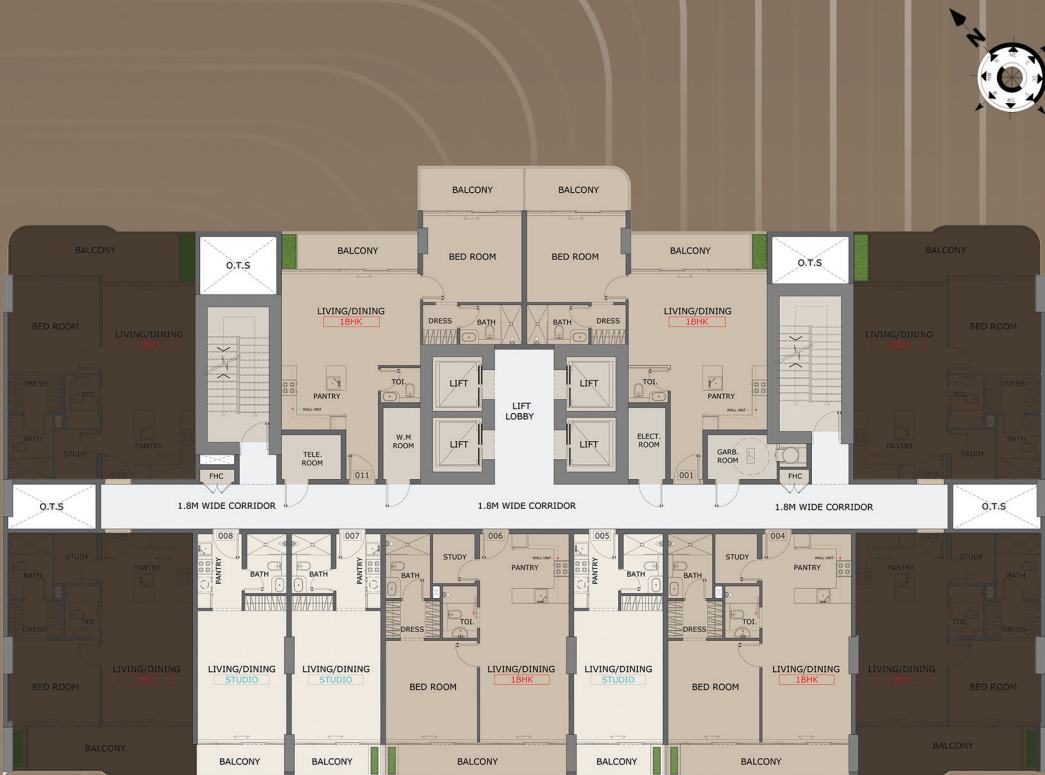 N
BALCONY
BALCONY
BALCONY
BALCONY
BALCONY
BALCONY
O.T.S
O.T.S
BED ROOM
BED ROOM
LIVING/DINING
1BHK
LIVING/DINING
1BHK
DRESS
BATH
BATH
DRESS
BED ROOM
LIVING/DINING
LIVING/DINING
BED ROOM
DRESS
TOI.
BATH
STUDY
PANTRY
LIFT
LIFT
LIFT
LIFT
LIFT
LOBBY
TOI.
PANTRY
WALL UNIT
TOI.
PANTRY
WALL UNIT
TOI.
DRESS
BATH
STUDY
PANTRY
TELE.
ROOM
W.M
ROOM
ELECT.
ROOM
GARB.
ROOM
011
001
FHC
FHC
O.T.S
1.8M WIDE CORRIDOR
1.8M WIDE CORRIDOR
1.8M WIDE CORRIDOR
O.T.S
008
007
006
005
004
STUDY
PANTRY
BATH
DRESS
TOI.
PANTRY
BATH
BATH
PANTRY
BATH
STUDY
PANTRY
WALL UNIT
DRESS
TOI.
PANTRY
BATH
BATH
STUDY
PANTRY
WALL UNIT
DRESS
TOI.
PANTRY
STUDY
BATH
TOI.
DRESS
LIVING/DINING
BED ROOM
LIVING/DINING
STUDIO
LIVING/DINING
STUDIO
BED ROOM
LIVING/DINING
1BHK
LIVING/DINING
STUDIO
BED ROOM
LIVING/DINING
1BHK
LIVING/DINING
BED ROOM
BALCONY
BALCONY
BALCONY
BALCONY
BALCONY
BALCONY
BALCONY